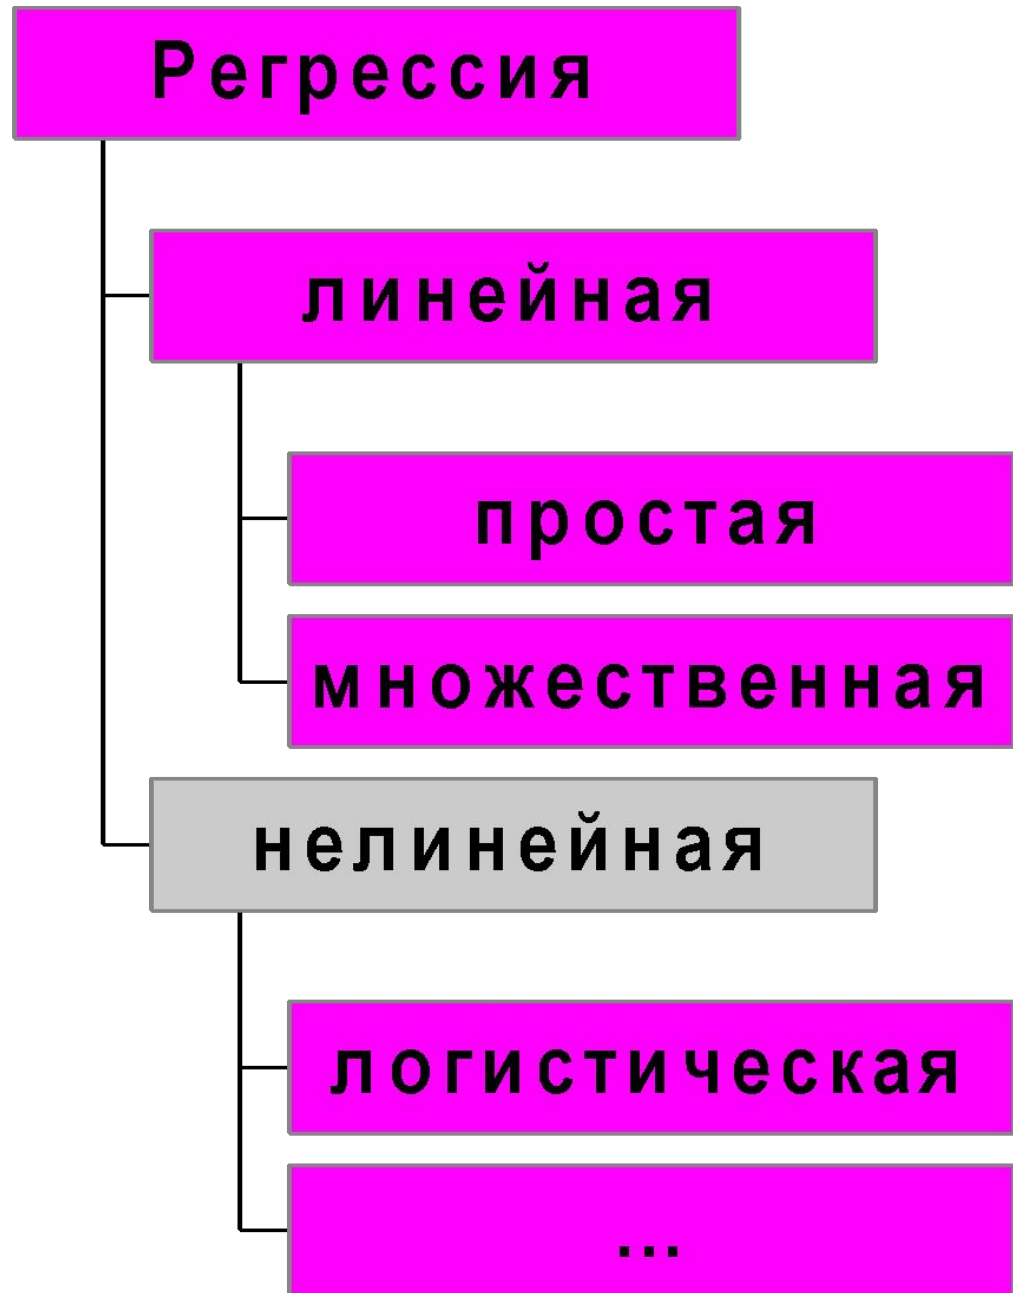 Регрессия
линейная
простая
множественная
нелинейная
логистическая
...